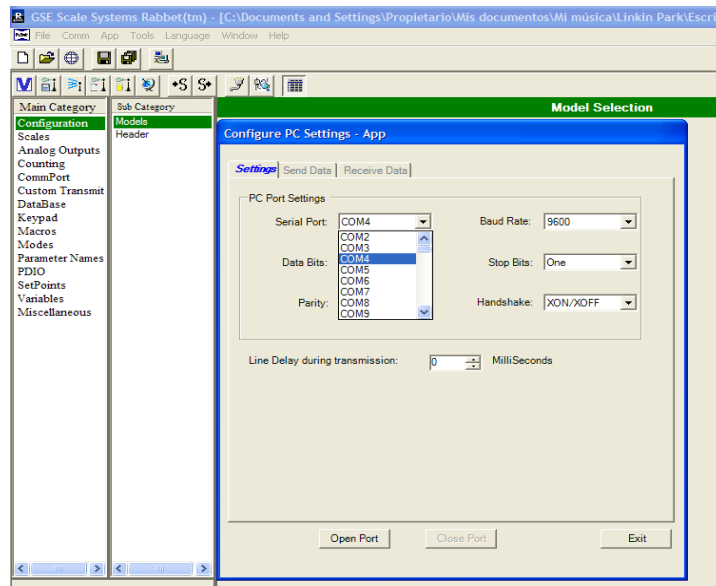 GSE Scale Systems Rabbet(tm) - [C:\Documents and Settings\Propietario\Mis documentos\Mi música\Linkin Park\Escri
File Comm App Tools Language Window Help
Main Category
Configuration
Scales
Analog Outputs
Counting
CommPort
Custom Transmit
DataBase
Keypad
Macros
Modes
Parameter Names
PDIO
SetPoints
Variables
Miscellaneous
Sub Category
Models
Header
Model Selection
Configure PC Settings - App
Settings Send Data Receive Data
PC Port Settings
Serial Port: COM4 Baud Rate: 9600
COM2
COM3
Data Bits: COM4 Stop Bits: One
COM5
COM6
COM7
Parity: COM8 Handshake: XON/XOFF
COM9
Line Delay during transmission: 0 MilliSeconds
Open Port Close Port Exit